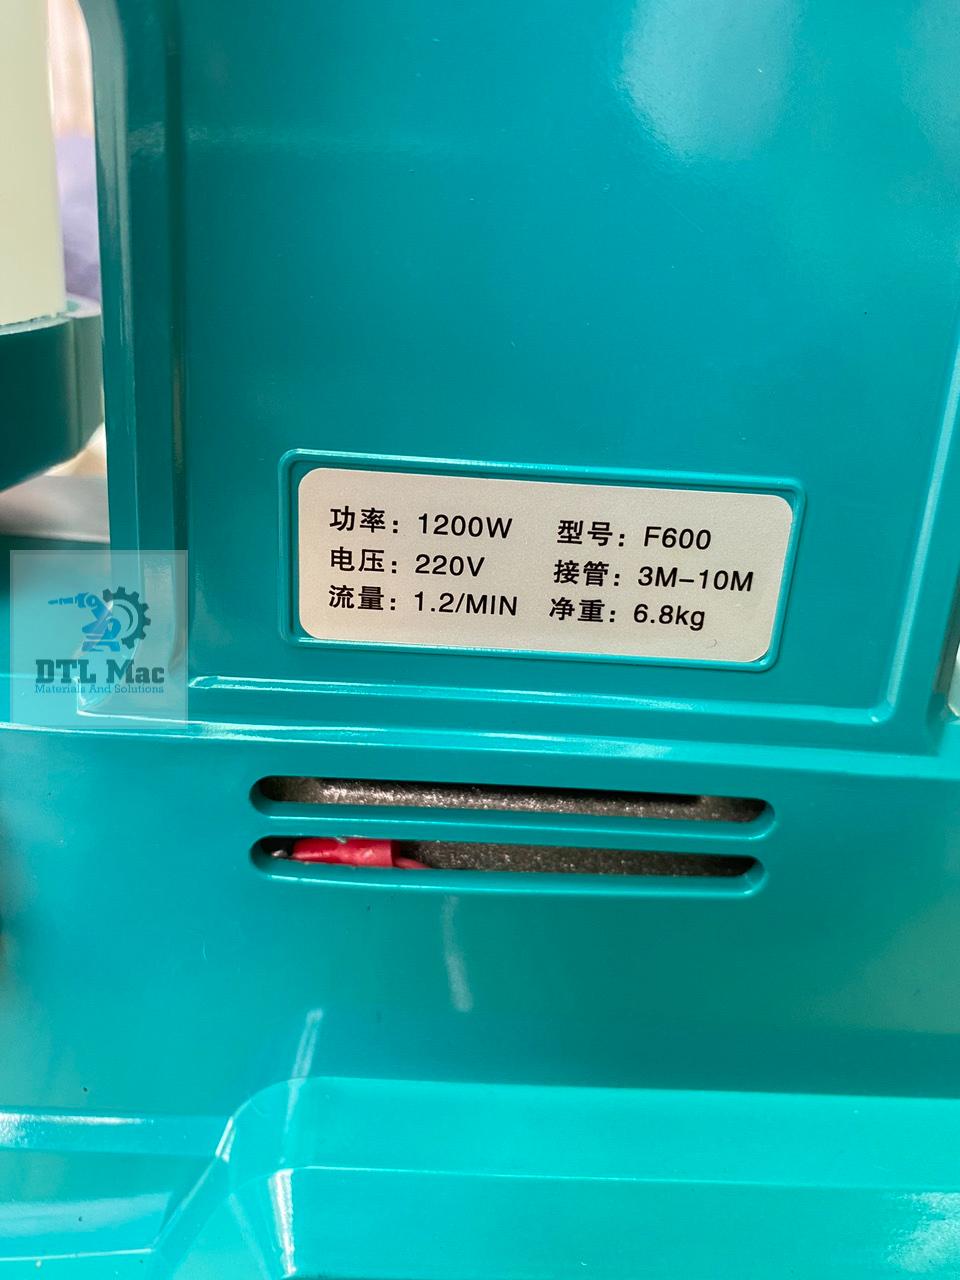 功率：1200W 型号：F600
电压：220V 接管：3M-10M
流量：1.2/MIN 净重：6.8kg
DTL Mac
Materials And Solutions